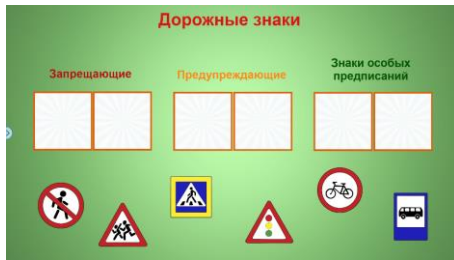 Дорожные знаки
Запрещающие
Предупреждающие
Знаки особых
предписаний